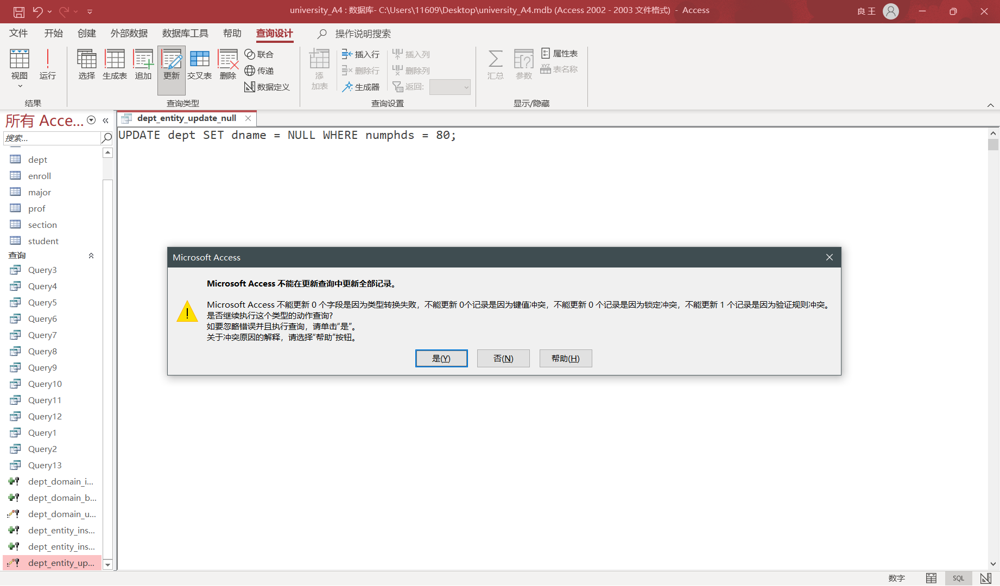 university_A4 : 数据库- C:\Users\11609\Desktop\university_A4.mdb (Access 2002 - 2003 文件格式) - Access
良 王
文件 开始 创建 外部数据 数据库工具 帮助 查询设计 操作说明搜索
视图 运行 选择 生成表 追加 更新 交叉表 删除
联合
传递
数据定义
添
加表
插入行
删除行
生成器
插入列
删除列
返回:
汇总 参数
属性表
表名称
结果 查询类型 查询设置 显示/隐藏
所有 Acce...
搜索...
dept_entity_update_null
UPDATE dept SET dname = NULL WHERE numphds = 80;
dept
enroll
major
prof
section
student
查询
Query3
Query4
Query5
Query6
Query7
Query8
Query9
Query10
Query11
Query12
Query1
Query2
Query13
dept_domain_i...
dept_domain_b...
dept_domain_u...
dept_entity_ins...
dept_entity_ins...
dept_entity_up...
Microsoft Access
Microsoft Access 不能在更新查询中更新全部记录。
Microsoft Access 不能更新 0 个字段是因为类型转换失败，不能更新 0个记录是因为键值冲突，不能更新 0 个记录是因为锁定冲突，不能更新 1 个记录是因为验证规则冲突。
是否继续执行这个类型的动作查询?
如要忽略错误并且执行查询，请单击“是”。
关于冲突原因的解释，请选择“帮助”按钮。
是(Y) 否(N) 帮助(H)
数字
SQL